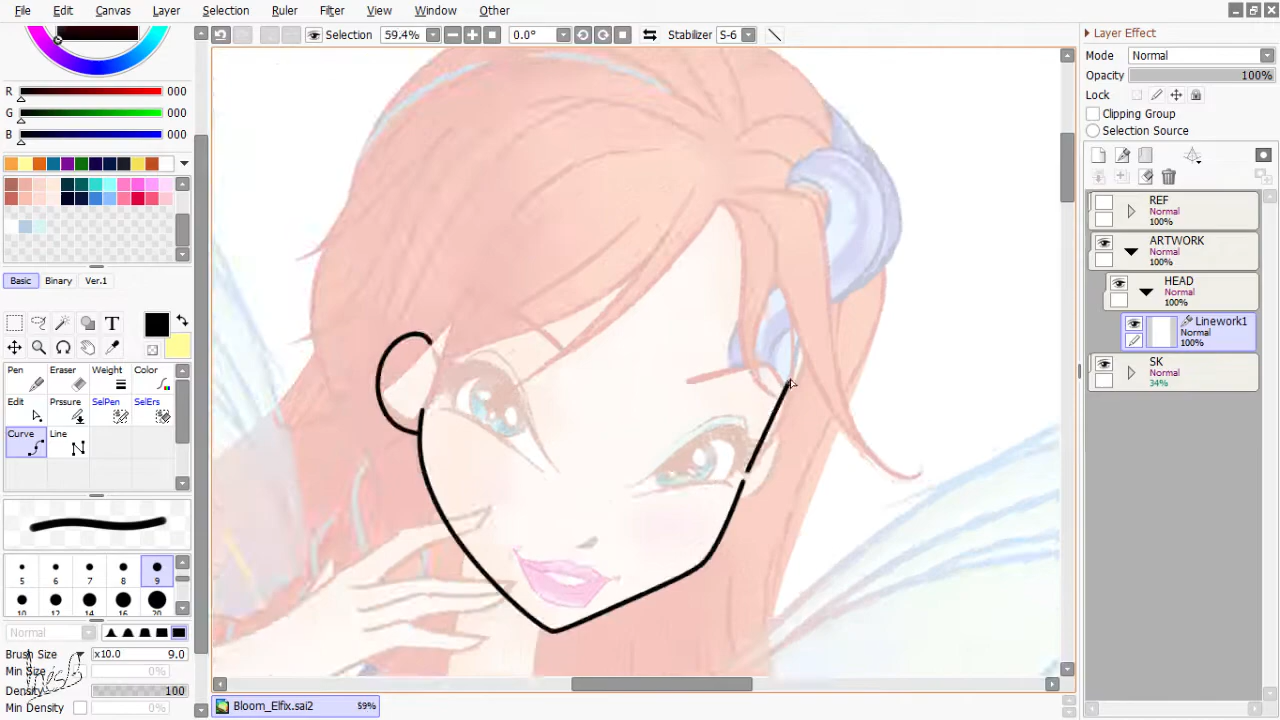 File Edit Canvas Layer Selection Ruler Filter View Window Other
Selection 59.4% 0.0° Stabilizer S-6
R 000
G 000
B 000
Basic Binary Ver.1
T
Pen Eraser Weight Color
Edit Prssure SelPen SelErs
Curve Line
5 6 7 8 9
10 12 14 16 20
Normal
Brush Size x10.0 9.0
Min Size 0%
Density 100
Min Density 0%
Bloom_Elfix.sai2 59%
Layer Effect
Mode Normal
Opacity 100%
Lock
Clipping Group
Selection Source
REF
Normal
100%
ARTWORK
Normal
100%
HEAD
Normal
100%
Linework1
Normal
100%
SK
Normal
34%